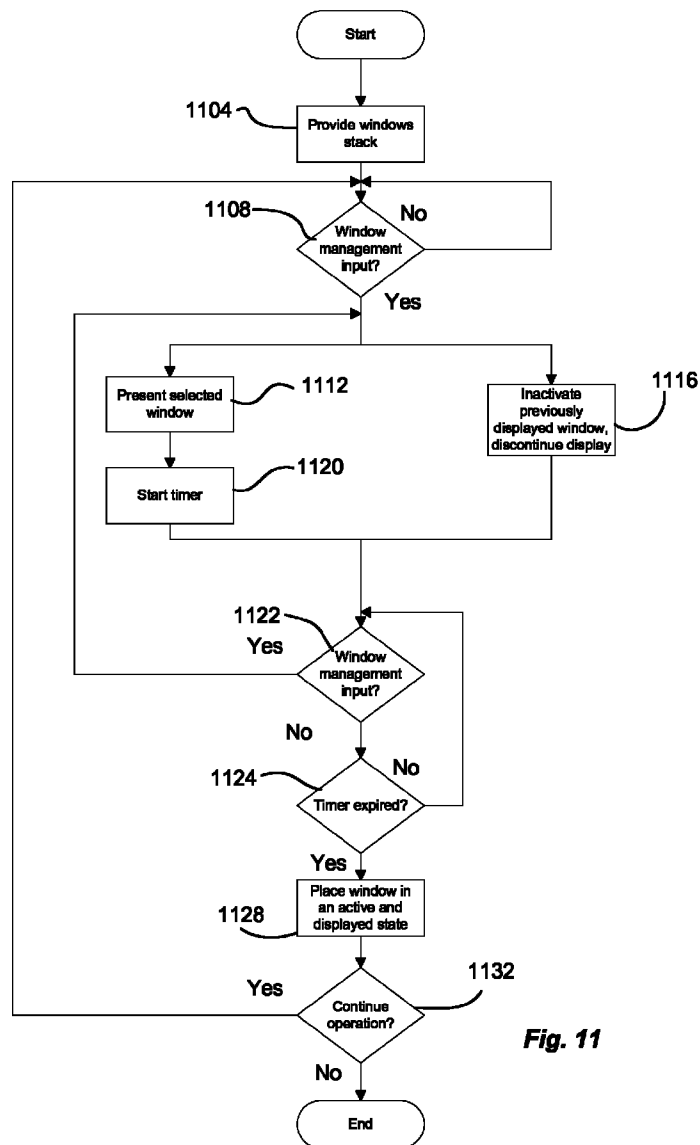 Start
1104
Provide windows
stack
1108
No
Window
management
input?
Yes
Present selected
window
1112
Inactivate
previously
displayed window,
discontinue display
1116
Start timer
1120
1122
Yes
Window
management
input?
No
No
1124
Timer expired?
Yes
Place window in
an active and
displayed state
1128
Yes
1132
Continue
operation?
No
End
Fig. 11